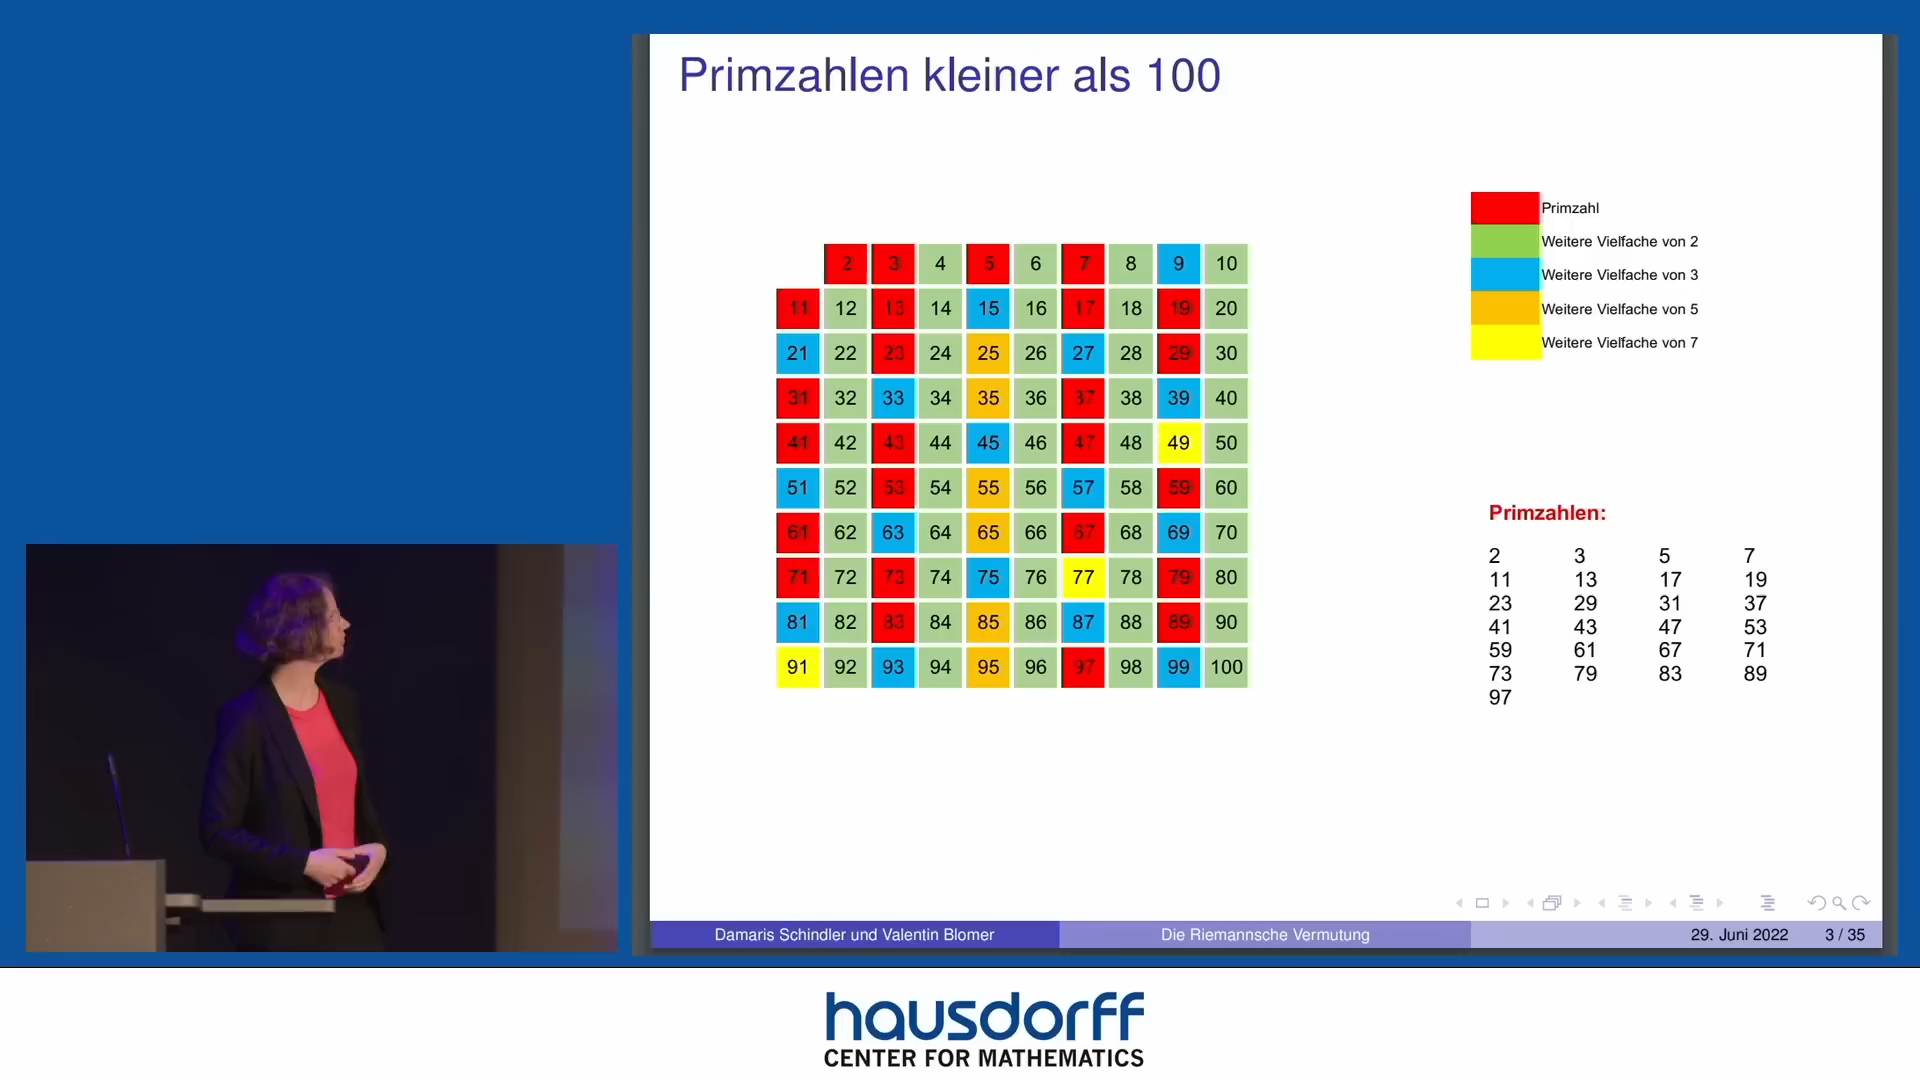 Primzahlen kleiner als 100
Primzahl
Weitere Vielfache von 2
Weitere Vielfache von 3
Weitere Vielfache von 5
Weitere Vielfache von 7
2 3 4 5 6 7 8 9 10
11 12 13 14 15 16 17 18 19 20
21 22 23 24 25 26 27 28 29 30
31 32 33 34 35 36 37 38 39 40
41 42 43 44 45 46 47 48 49 50
51 52 53 54 55 56 57 58 59 60
61 62 63 64 65 66 67 68 69 70
71 72 73 74 75 76 77 78 79 80
81 82 83 84 85 86 87 88 89 90
91 92 93 94 95 96 97 98 99 100
Primzahlen:
2 3 5 7
11 13 17 19
23 29 31 37
41 43 47 53
59 61 67 71
73 79 83 89
97
Damaris Schindler und Valentin Blomer Die Riemannsche Vermutung 29. Juni 2022 3 / 35
hausdorff
CENTER FOR MATHEMATICS